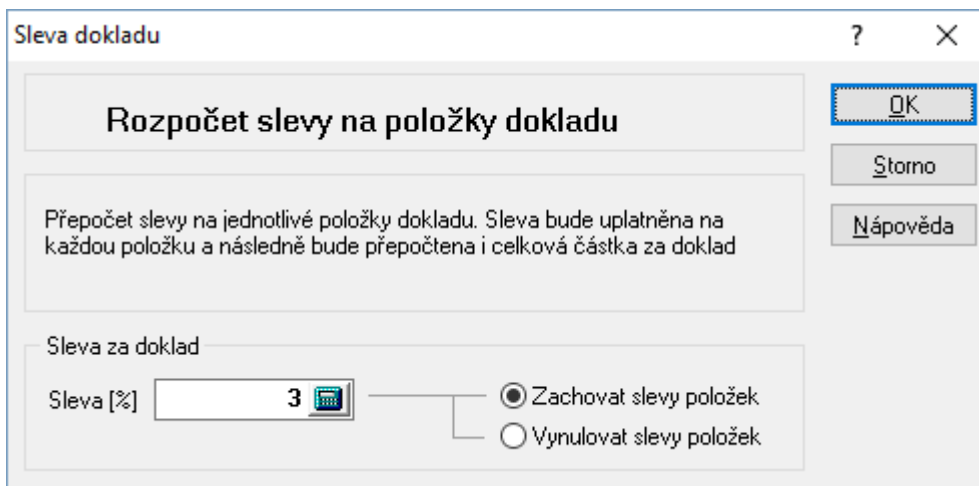 Sleva dokladu
?
Rozpočet slevy na položky dokladu
OK
Storno
Nápověda
Přepočet slevy na jednotlivé položky dokladu. Sleva bude uplatněna na
každou položku a následně bude přepočtena i celková částka za doklad
Sleva za doklad
Sleva [%] 3
Zachovat slevy položek
Vynulovat slevy položek